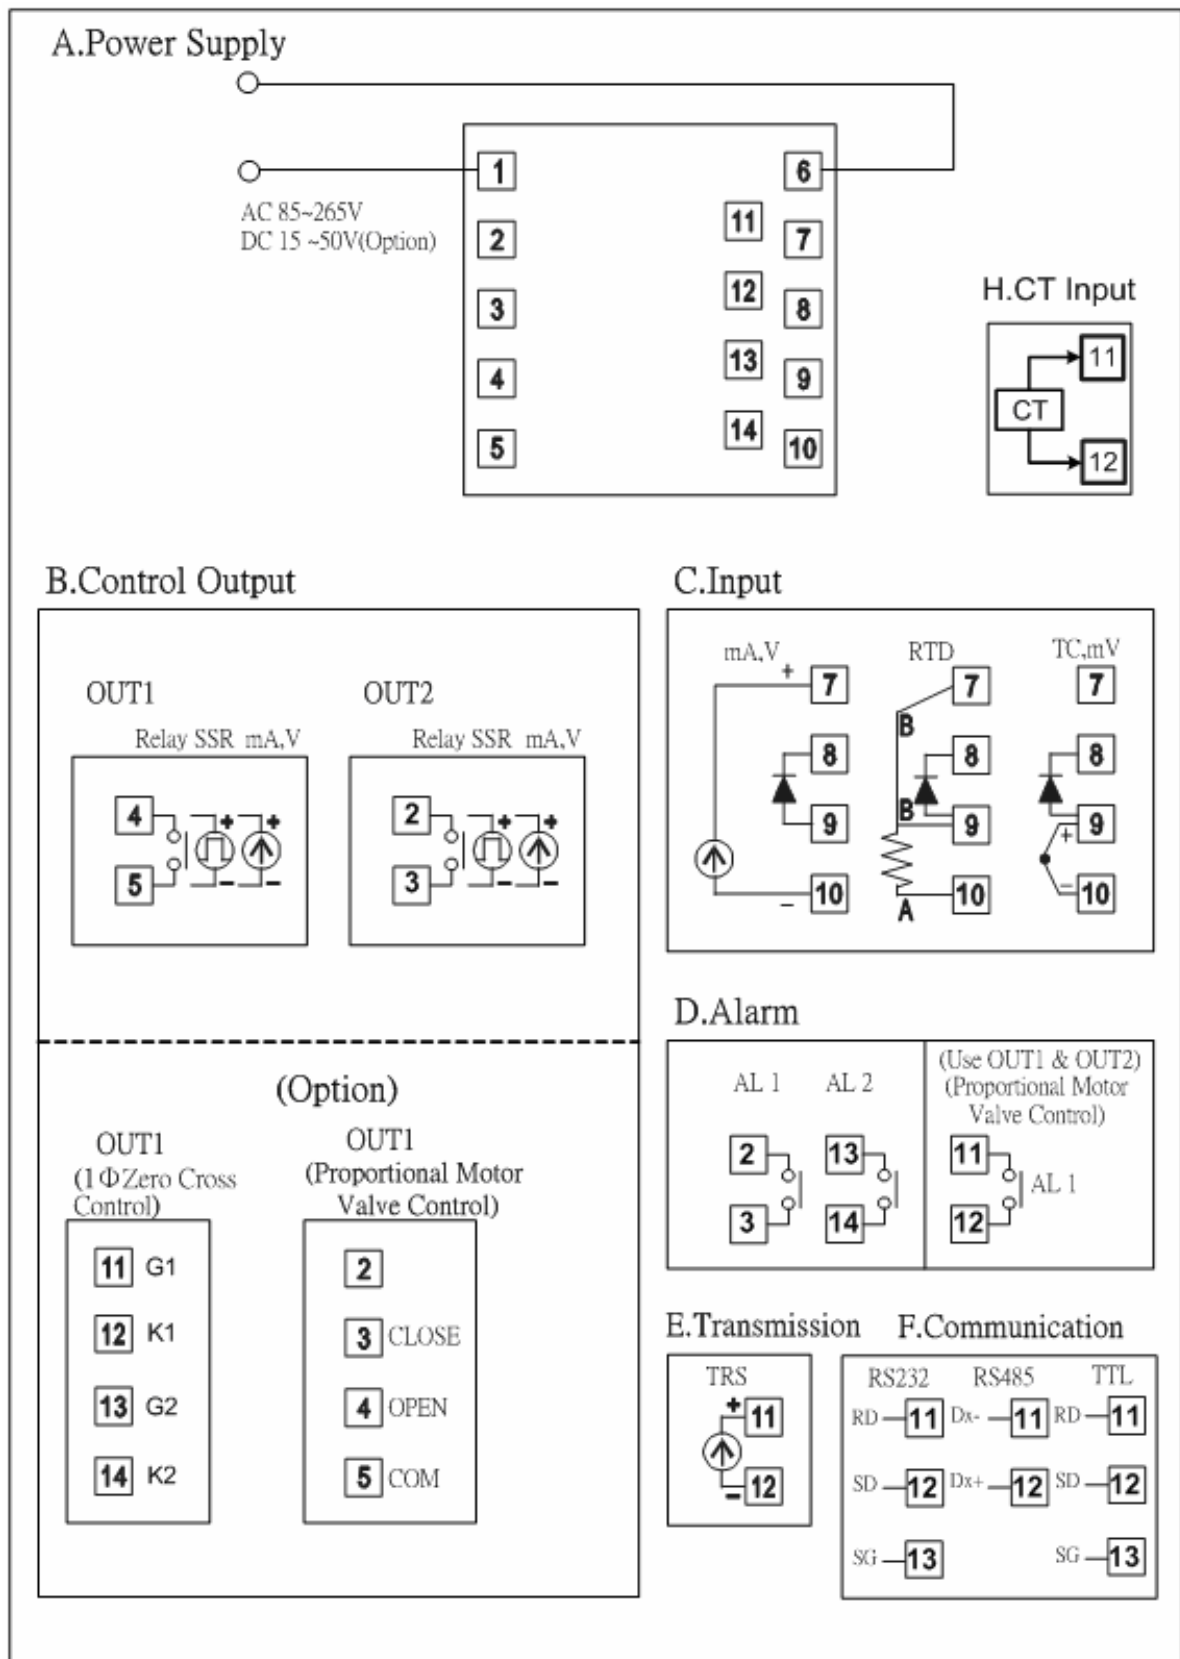 A.Power Supply
1
6
AC 85~265V
DC 15 ~50V(Option)
11
2
7
12
3
8
13
4
9
14
5
10
H.CT Input
11
CT
12
B.Control Output
OUT1
OUT2
Relay SSR mA,V
Relay SSR mA,V
4
+
+
5
−
−
2
+
+
3
−
−
(Option)
OUT1
(1ΦZero Cross
Control)
11 G1
12 K1
13 G2
14 K2
OUT1
(Proportional Motor
Valve Control)
2
3 CLOSE
4 OPEN
5 COM
C.Input
mA,V
+
7
8
9
−
10
RTD
7
B
8
B
9
A
10
TC,mV
7
8
9
+
−
10
D.Alarm
AL 1
AL 2
2
13
3
14
(Use OUT1 & OUT2)
(Proportional Motor
Valve Control)
11
AL 1
12
E.Transmission
TRS
+
11
−
12
F.Communication
RS232
RS485
TTL
RD 11
Dx- 11
RD 11
SD 12
Dx+ 12
SD 12
SG 13
SG 13